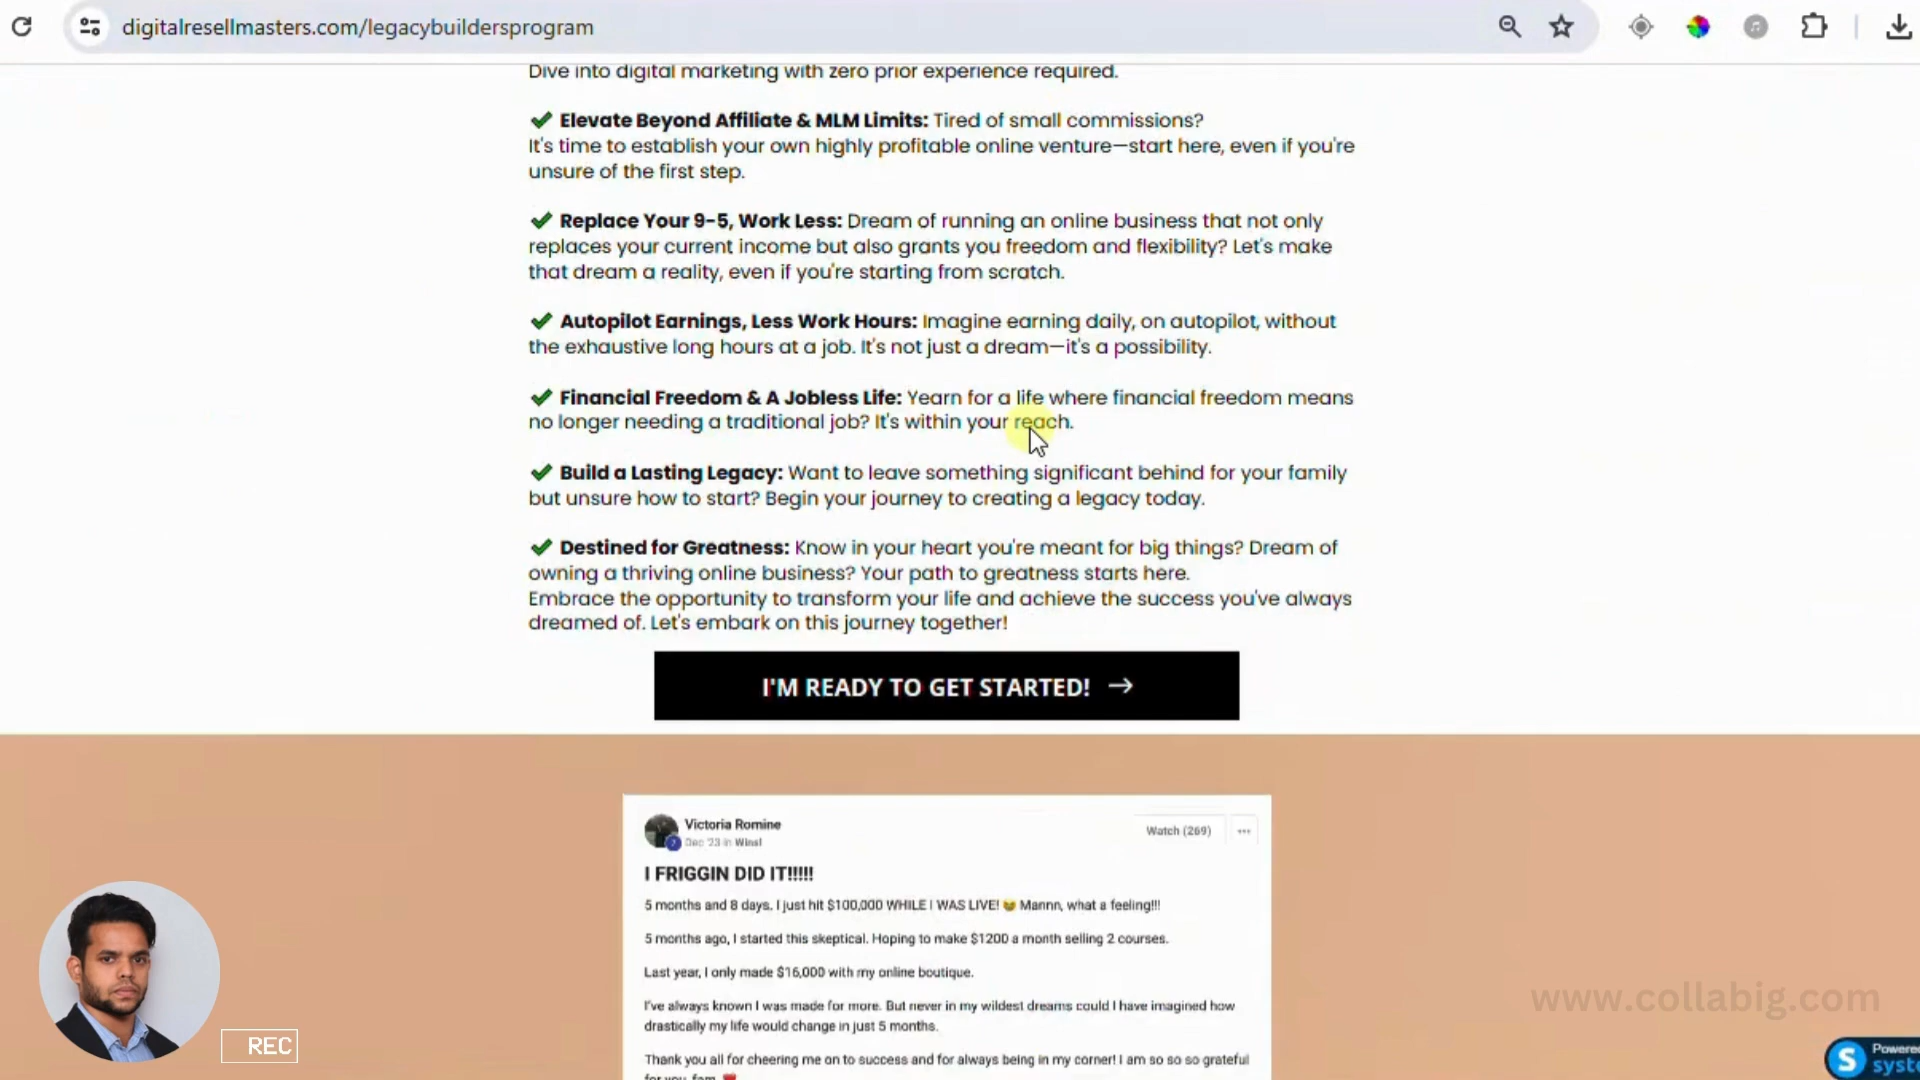 digitalresellmasters.com/legacybuildersprogram
Dive into digital marketing with zero prior experience required.
Elevate Beyond Affiliate & MLM Limits: Tired of small commissions?
It's time to establish your own highly profitable online venture—start here, even if you're
unsure of the first step.
Replace Your 9-5, Work Less: Dream of running an online business that not only
replaces your current income but also grants you freedom and flexibility? Let's make
that dream a reality, even if you're starting from scratch.
Autopilot Earnings, Less Work Hours: Imagine earning daily, on autopilot, without
the exhaustive long hours at a job. It's not just a dream—it's a possibility.
Financial Freedom & A Jobless Life: Yearn for a life where financial freedom means
no longer needing a traditional job? It's within your reach.
Build a Lasting Legacy: Want to leave something significant behind for your family
but unsure how to start? Begin your journey to creating a legacy today.
Destined for Greatness: Know in your heart you're meant for big things? Dream of
owning a thriving online business? Your path to greatness starts here.
Embrace the opportunity to transform your life and achieve the success you've always
dreamed of. Let's embark on this journey together!
I'M READY TO GET STARTED! →
Victoria Romine
Dec '23 in Wins!
Watch (269)
I FRIGGIN DID IT!!!!!
5 months and 8 days. I just hit $100,000 WHILE I WAS LIVE! Mannn, what a feeling!!!
5 months ago, I started this skeptical. Hoping to make $1200 a month selling 2 courses.
Last year, I only made $16,000 with my online boutique.
I've always known I was made for more. But never in my wildest dreams could I have imagined how
drastically my life would change in just 5 months.
Thank you all for cheering me on to success and for always being in my corner! I am so so so grateful
for you, fam.
REC
www.collabig.com
Powered
syste